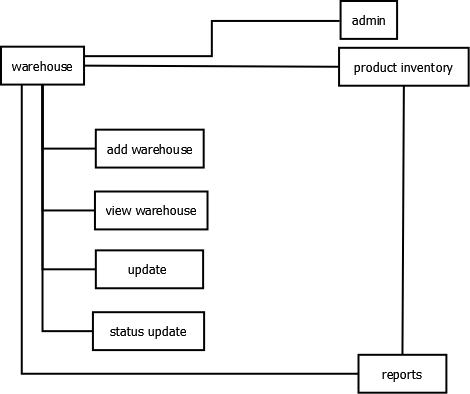 admin
warehouse
product inventory
add warehouse
view warehouse
update
status update
reports